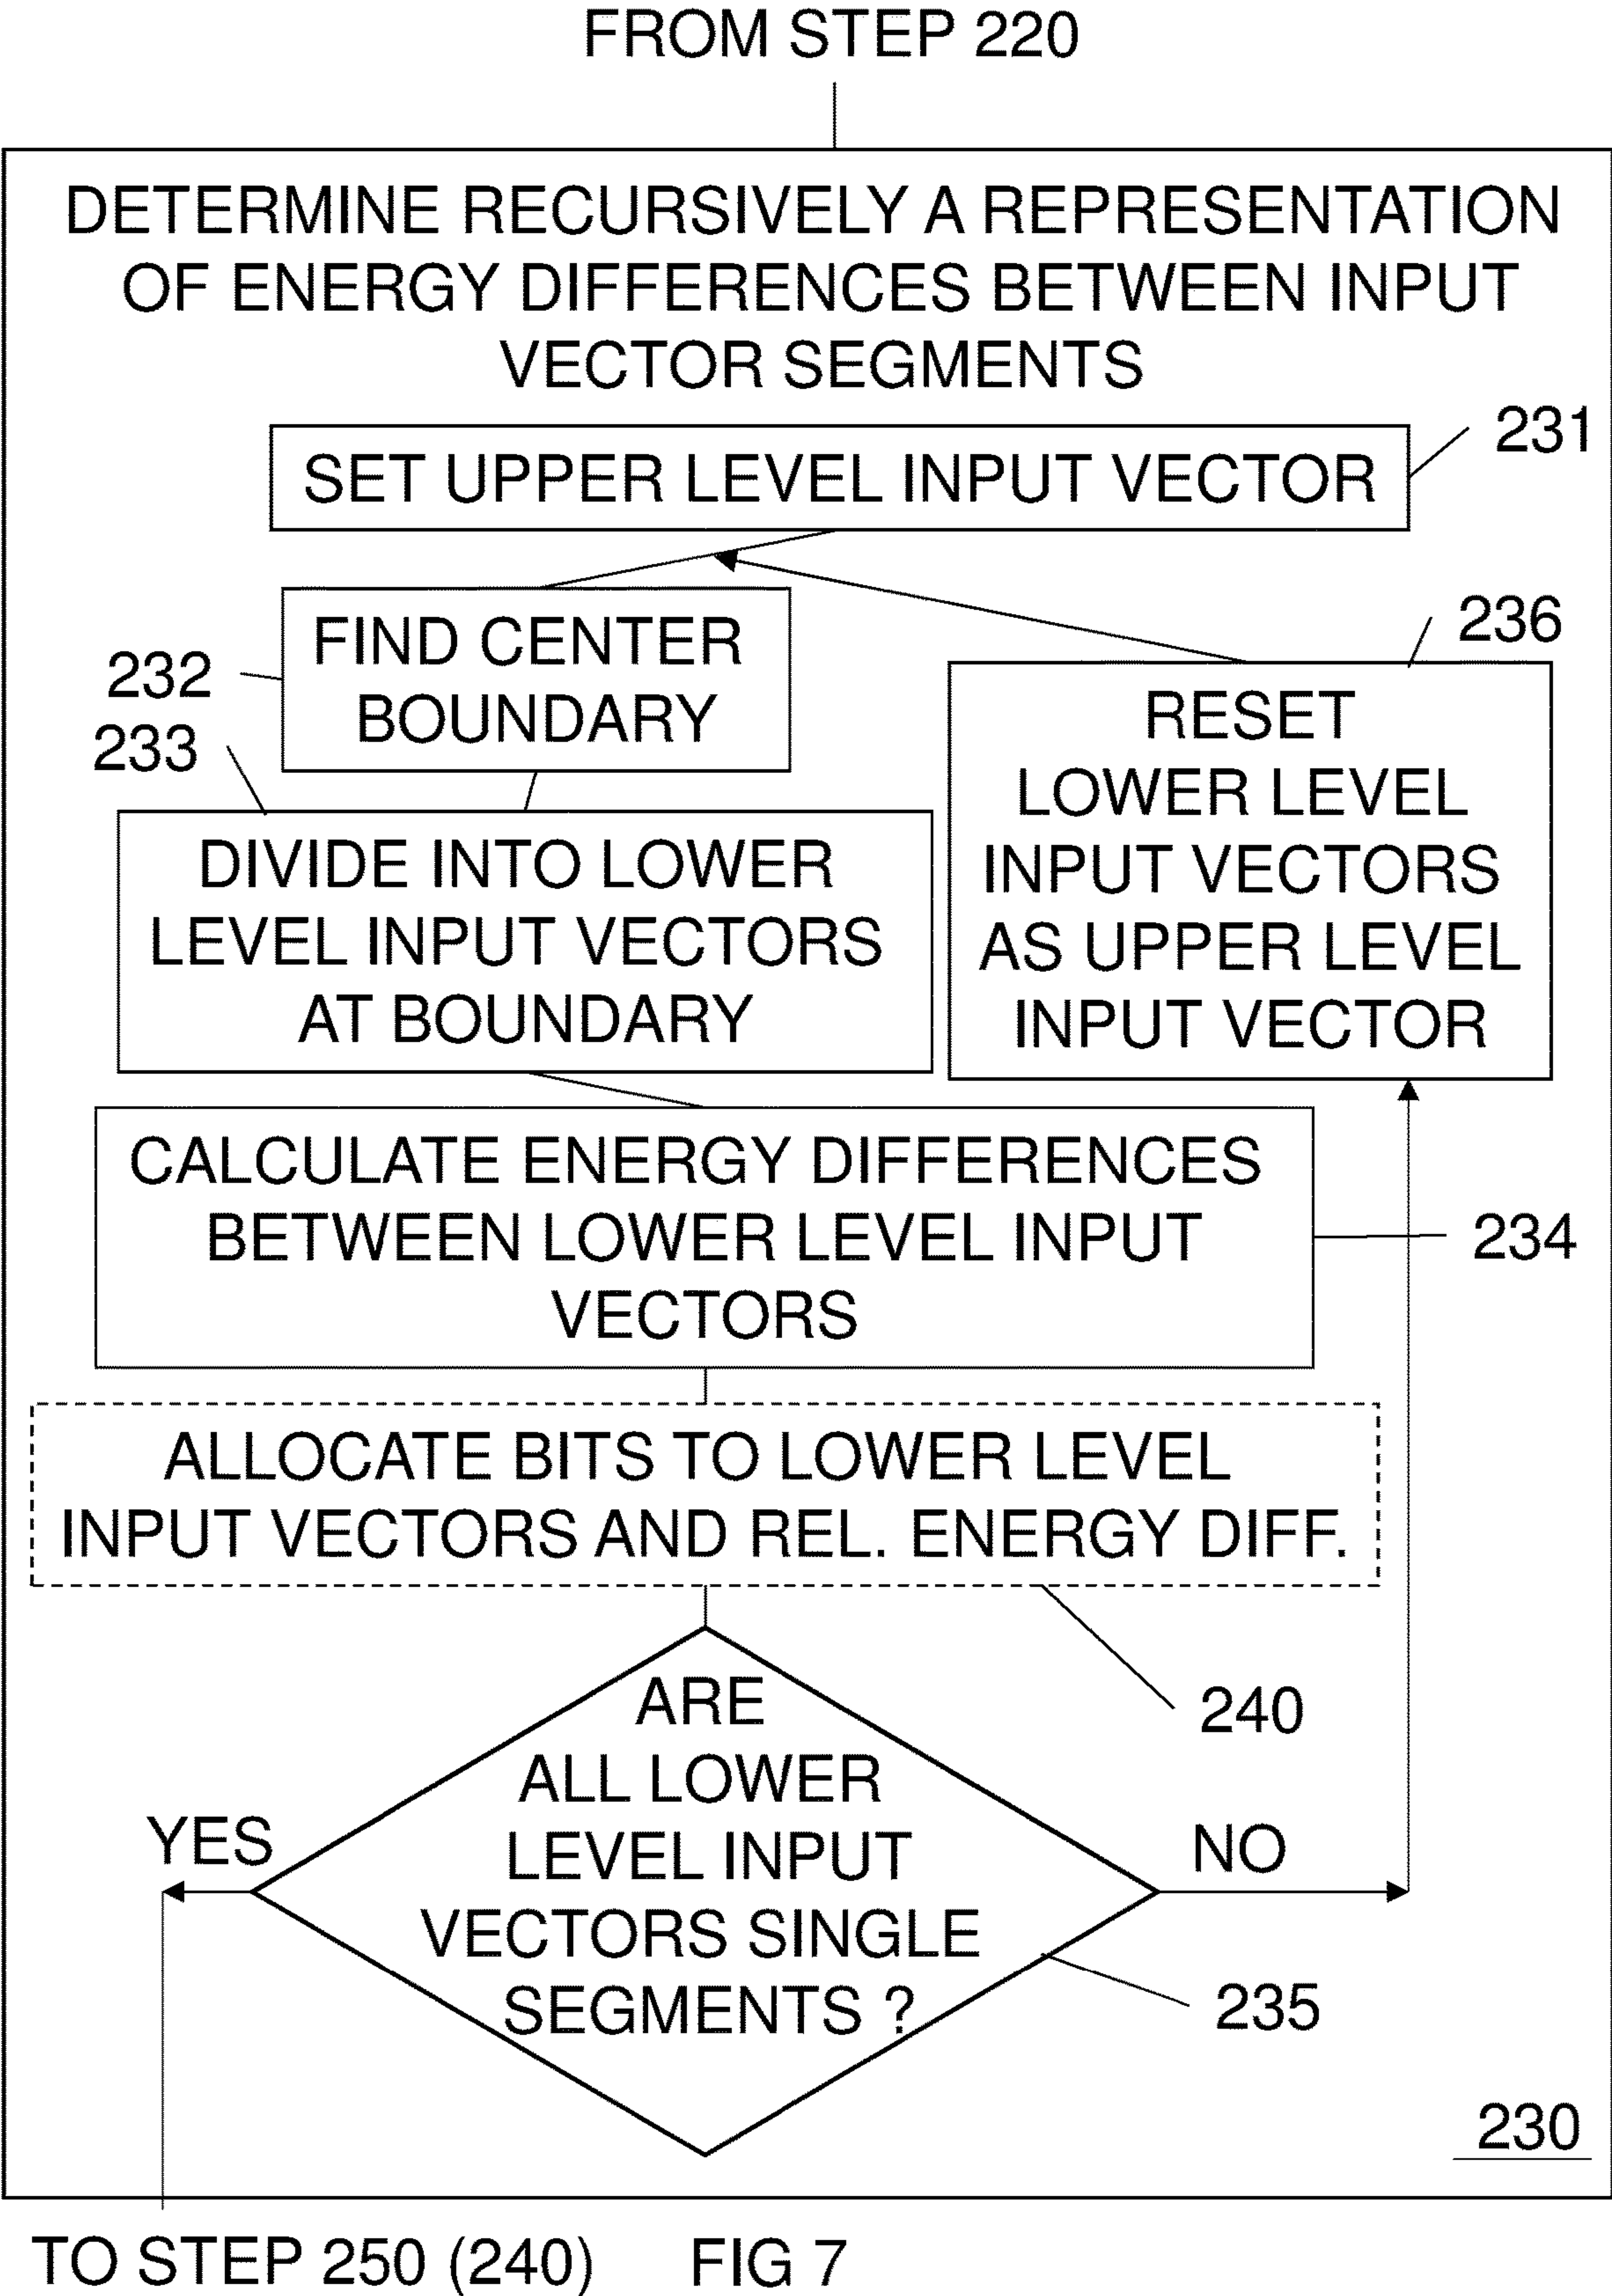 FROM STEP 220
DETERMINE RECURSIVELY A REPRESENTATION
OF ENERGY DIFFERENCES BETWEEN INPUT
VECTOR SEGMENTS
231
SET UPPER LEVEL INPUT VECTOR
232
FIND CENTER
BOUNDARY
233
DIVIDE INTO LOWER
LEVEL INPUT VECTORS
AT BOUNDARY
236
RESET
LOWER LEVEL
INPUT VECTORS
AS UPPER LEVEL
INPUT VECTOR
CALCULATE ENERGY DIFFERENCES
BETWEEN LOWER LEVEL INPUT
VECTORS
234
ALLOCATE BITS TO LOWER LEVEL
INPUT VECTORS AND REL. ENERGY DIFF.
240
ARE
ALL LOWER
LEVEL INPUT
VECTORS SINGLE
SEGMENTS ?
YES
NO
235
230
TO STEP 250 (240)
FIG 7